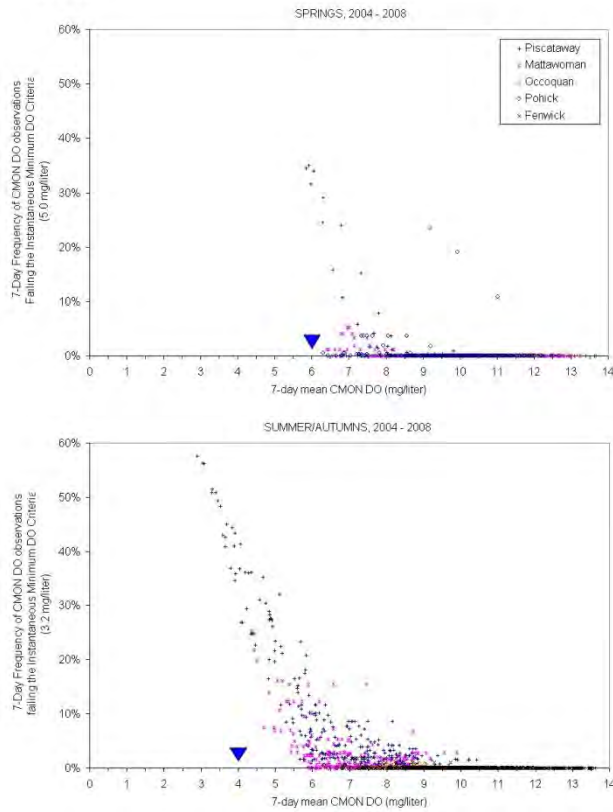 SPRINGS, 2004 - 2008
60%
50%
40%
30%
20%
10%
0%
7-Day Frequency of CMON DO observations
Failing the Instantaneous Minimum DO Criteria
(5.0 mg/liter)
Piscataway
Mattawoman
Occoquan
Pohick
Fenwick
0 1 2 3 4 5 6 7 8 9 10 11 12 13 14
7-day mean CMON DO (mg/liter)
SUMMER/AUTUMNS, 2004 - 2008
60%
50%
40%
30%
20%
10%
0%
7-Day Frequency of CMON DO observations
failing the Instantaneous Minimum DO Criteria
(3.2 mg/liter)
0 1 2 3 4 5 6 7 8 9 10 11 12 13 14
7-day mean CMON DO (mg/liter)